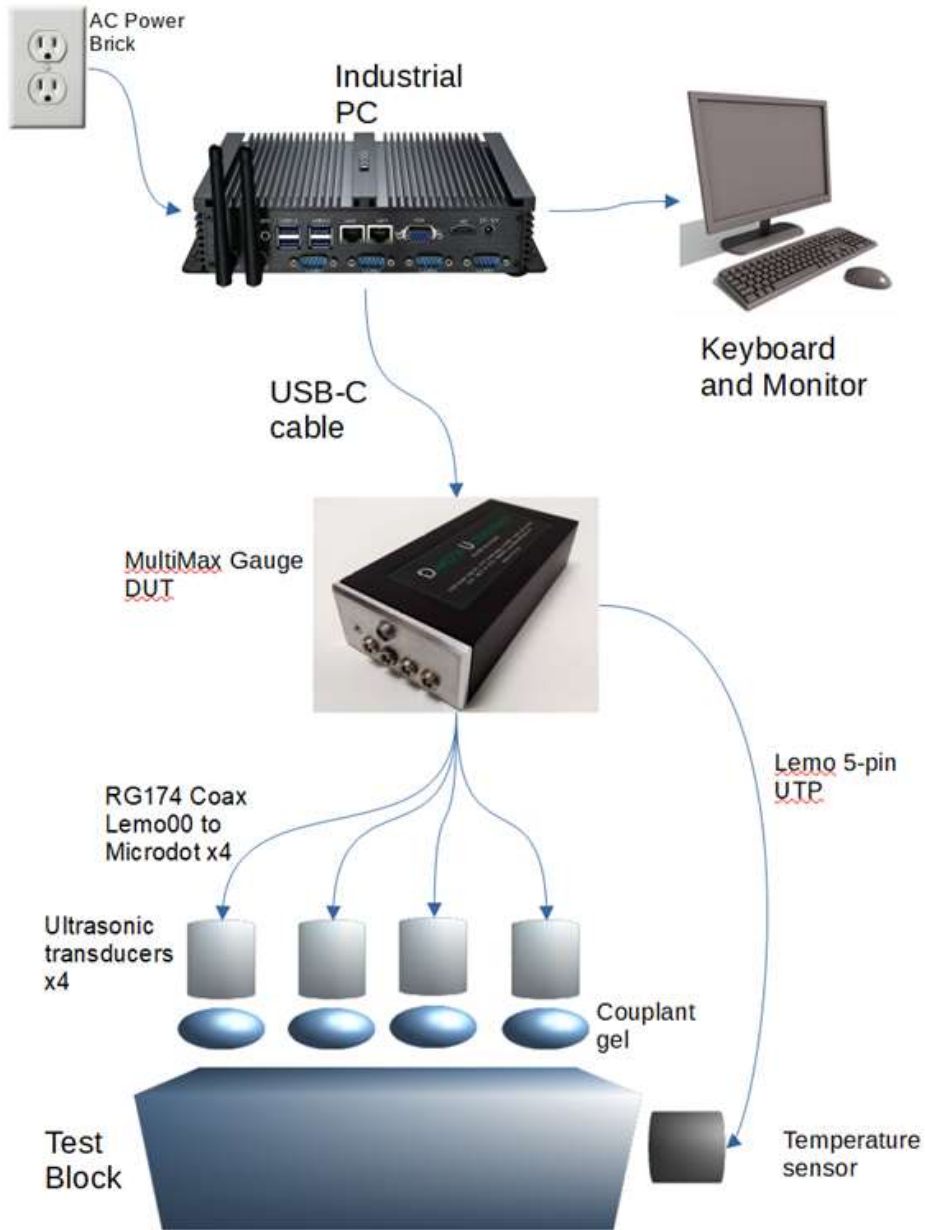 AC Power
Brick
Industrial
PC
Keyboard
and Monitor
USB-C
cable
MultiMax Gauge
DUT
Lemo 5-pin
UTP
RG174 Coax
Lemo00 to
Microdot x4
Ultrasonic
transducers
x4
Couplant
gel
Test
Block
Temperature
sensor